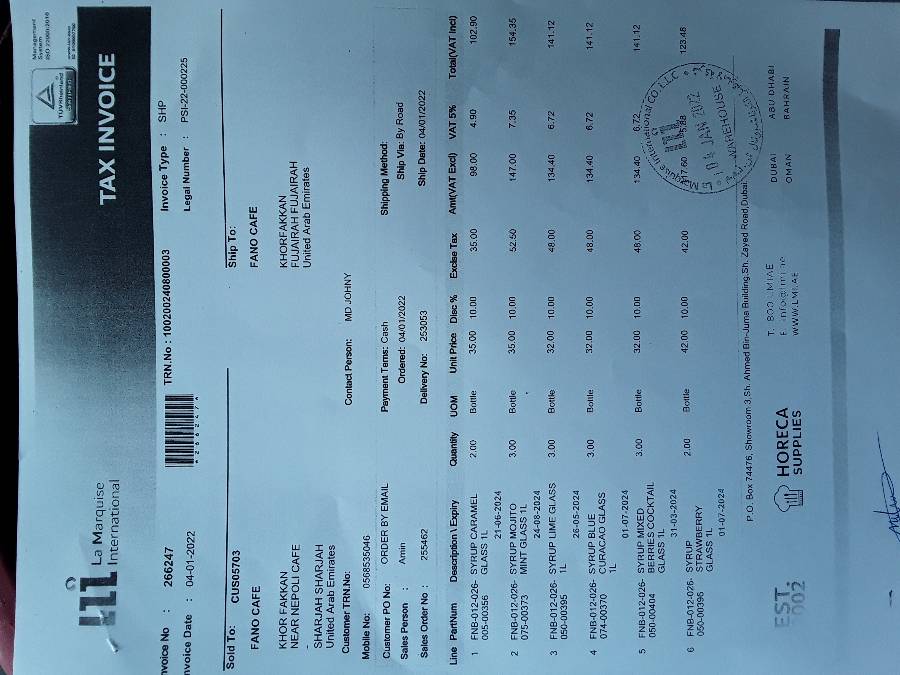 La Marquise
International
Management
System
ISO 22000:2018
TÜVRheinland
CERTIFIED
TAX INVOICE
nvoice No : 266247
TRN.No : 100200240800003
Invoice Type : SHP
nvoice Date : 04-01-2022
* 266247 *
Legal Number : PSI-22-000225
Sold To: CUS05703
Ship To:
FANO CAFE
FANO CAFE
KHOR FAKKAN
NEAR NEPOLI CAFE
-
SHARJAH SHARJAH
United Arab Emirates
KHORFAKKAN
FUJAIRAH FUJAIRAH
United Arab Emirates
Customer TRN.No:
Contact Person: MD JOHNY
Mobile No: 0568535046
Customer PO No: ORDER BY EMAIL
Payment Tems: Cash
Shipping Method:
Sales Person : Amin
Ordered: 04/01/2022
Ship Via: By Road
Sales Order No : 255462
Delivery No: 253053
Ship Date: 04/01/2022
Line PartNum Description \ Expiry Quantity UOM Unit Price Disc % Excise Tax Amt(VAT Excl) VAT 5% Total(VAT Incl)
1 FNB-012-026- SYRUP CARAMEL 2.00 Bottle 35.00 10.00 35.00 98.00 4.90 102.90
005-00356 GLASS 1L
21-06-2024
2 FNB-012-026- SYRUP MOJITO 3.00 Bottle 35.00 10.00 52.50 147.00 7.35 154.35
075-00373 MINT GLASS 1L
24-08-2024
3 FNB-012-026- SYRUP LIME GLASS 3.00 Bottle 32.00 10.00 48.00 134.40 6.72 141.12
050-00395 1L
26-05-2024
4 FNB-012-026- SYRUP BLUE 3.00 Bottle 32.00 10.00 48.00 134.40 6.72 141.12
074-00370 CURACAO GLASS
1L
01-07-2024
5 FNB-012-026- SYRUP MIXED 3.00 Bottle 32.00 10.00 48.00 134.40 6.72 141.12
050-00404 BERRIES COCKTAIL
GLASS 1L
31-03-2024
6 FNB-012-026- SYRUP 2.00 Bottle 42.00 10.00 42.00 117.60 5.88 123.48
050-00396 STRAWBERRY
GLASS 1L
01-07-2024
International CO. LLC
04 JAN 2022
WAREHOUSE
P.O. Box 74476, Showroom 3,Sh. Ahmed Bin-Juma Building.Sh. Zayed Road,Dubai.
EST.
2002
HORECA
SUPPLIES
T. 800 LMIAE
E. info@lmi.ae
WWW.LMI.AE
DUBAI ABU DHABI
OMAN BAHRAIN